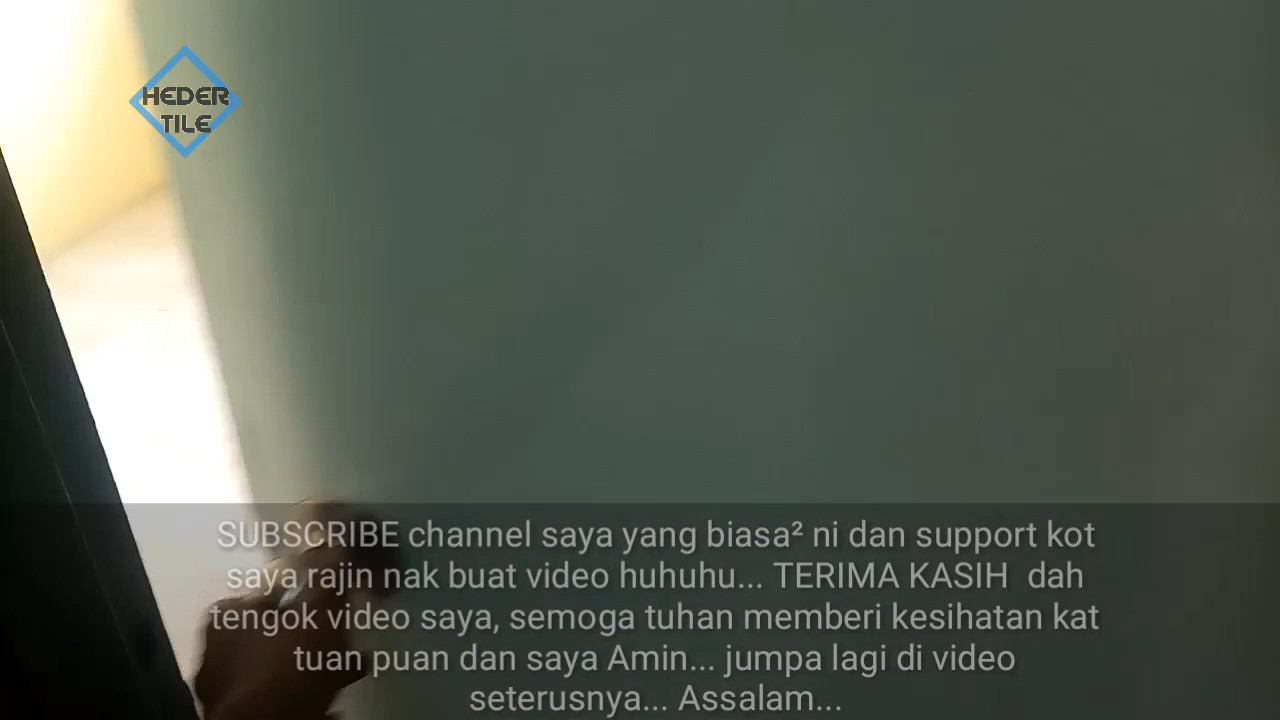 HEDER
TILE
SUBSCRIBE channel saya yang biasa² ni dan support kot
saya rajin nak buat video huhuhu... TERIMA KASIH dah
tengok video saya, semoga tuhan memberi kesihatan kat
tuan puan dan saya Amin... jumpa lagi di video
seterusnya... Assalam...